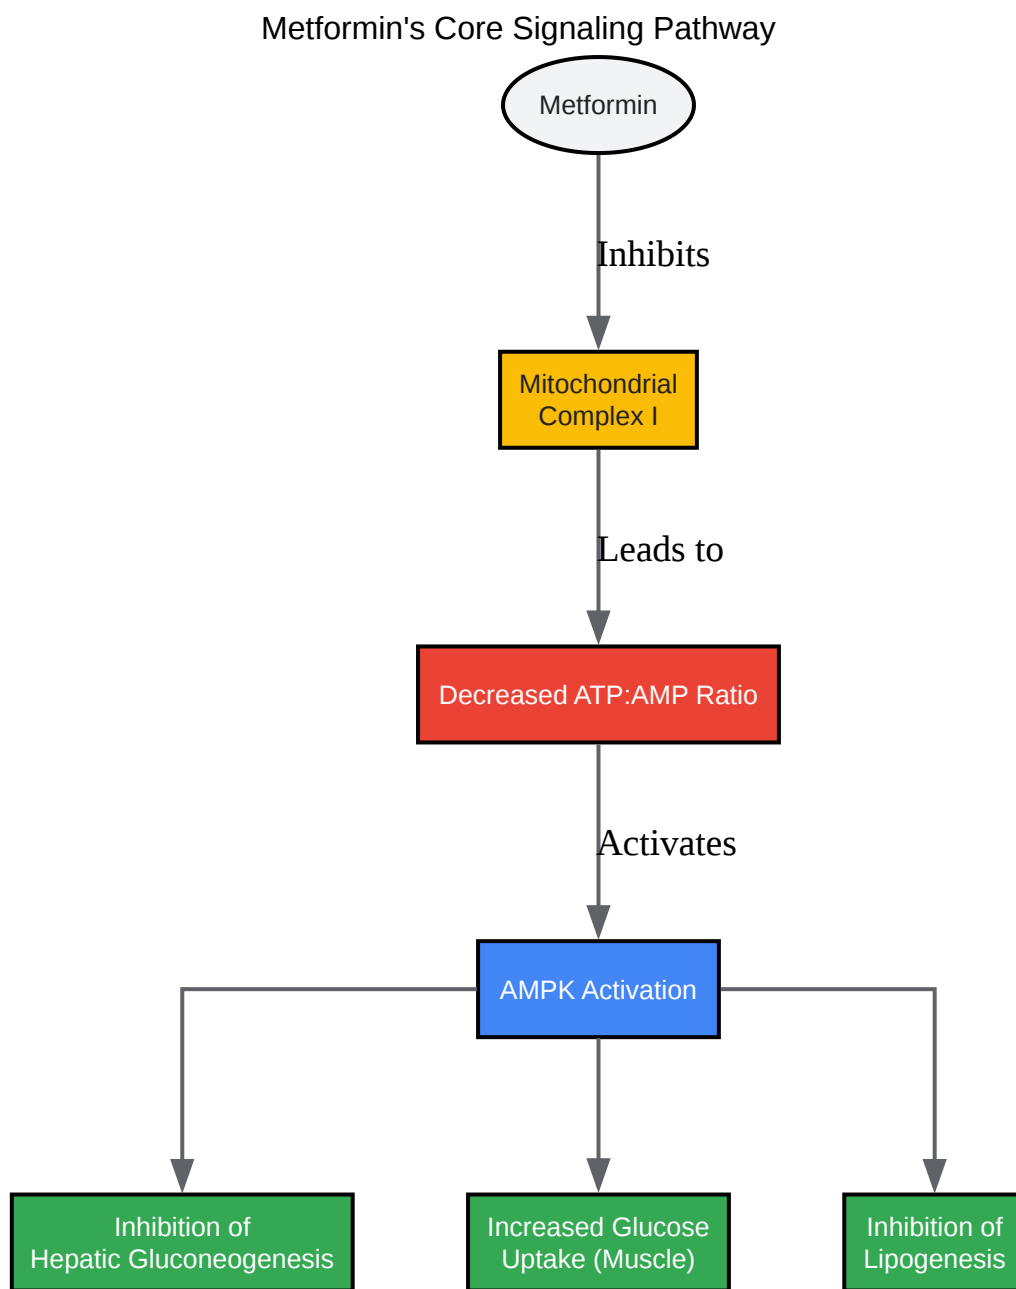 Metformin's Core Signaling Pathway
Metformin
Inhibits
Mitochondrial
Complex I
Leads to
Decreased ATP:AMP Ratio
Activates
AMPK Activation
Inhibition of
Hepatic Gluconeogenesis
Increased Glucose
Uptake (Muscle)
Inhibition of
Lipogenesis